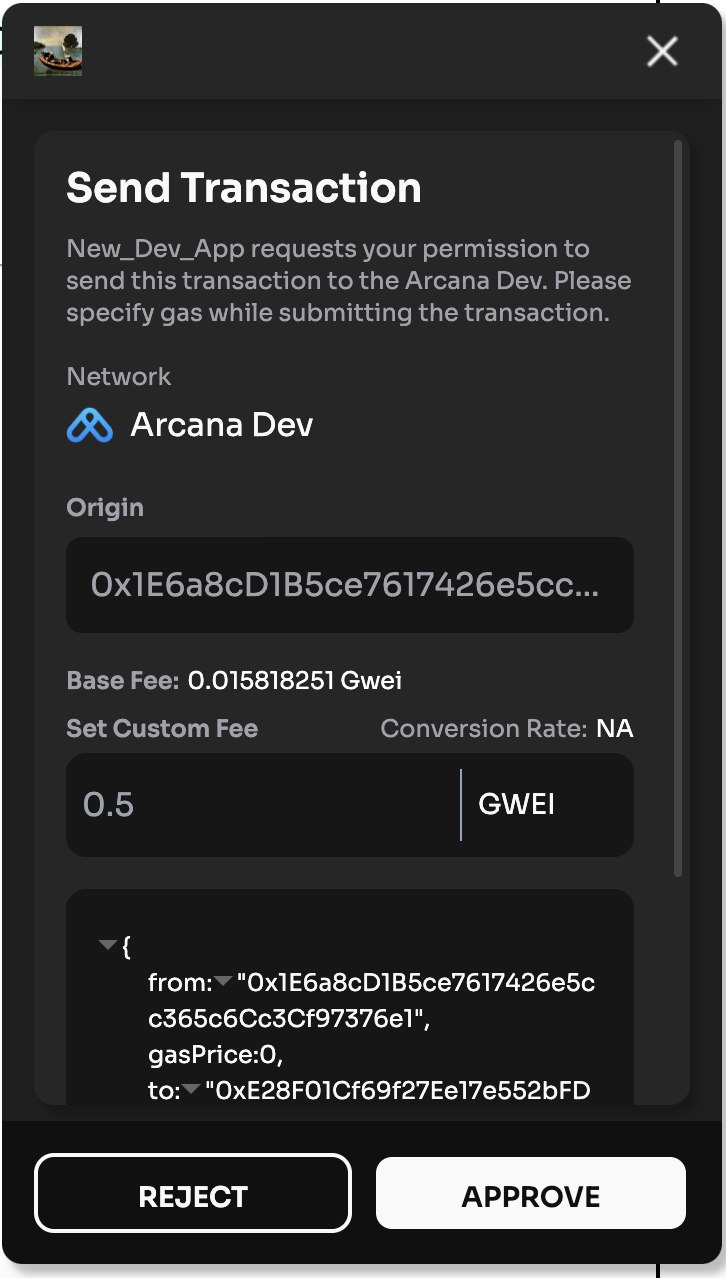 Send Transaction
New_Dev_App requests your permission to
send this transaction to the Arcana Dev. Please
specify gas while submitting the transaction.
Network
Arcana Dev
Origin
0x1E6a8cD1B5ce7617426e5cc...
Base Fee: 0.015818251 Gwei
Set Custom Fee Conversion Rate: NA
0.5 GWEI
{
from: "0x1E6a8cD1B5ce7617426e5c
c365c6Cc3Cf97376e1",
gasPrice:0,
to: "0xE28F01Cf69f27Ee17e552bFD
REJECT APPROVE